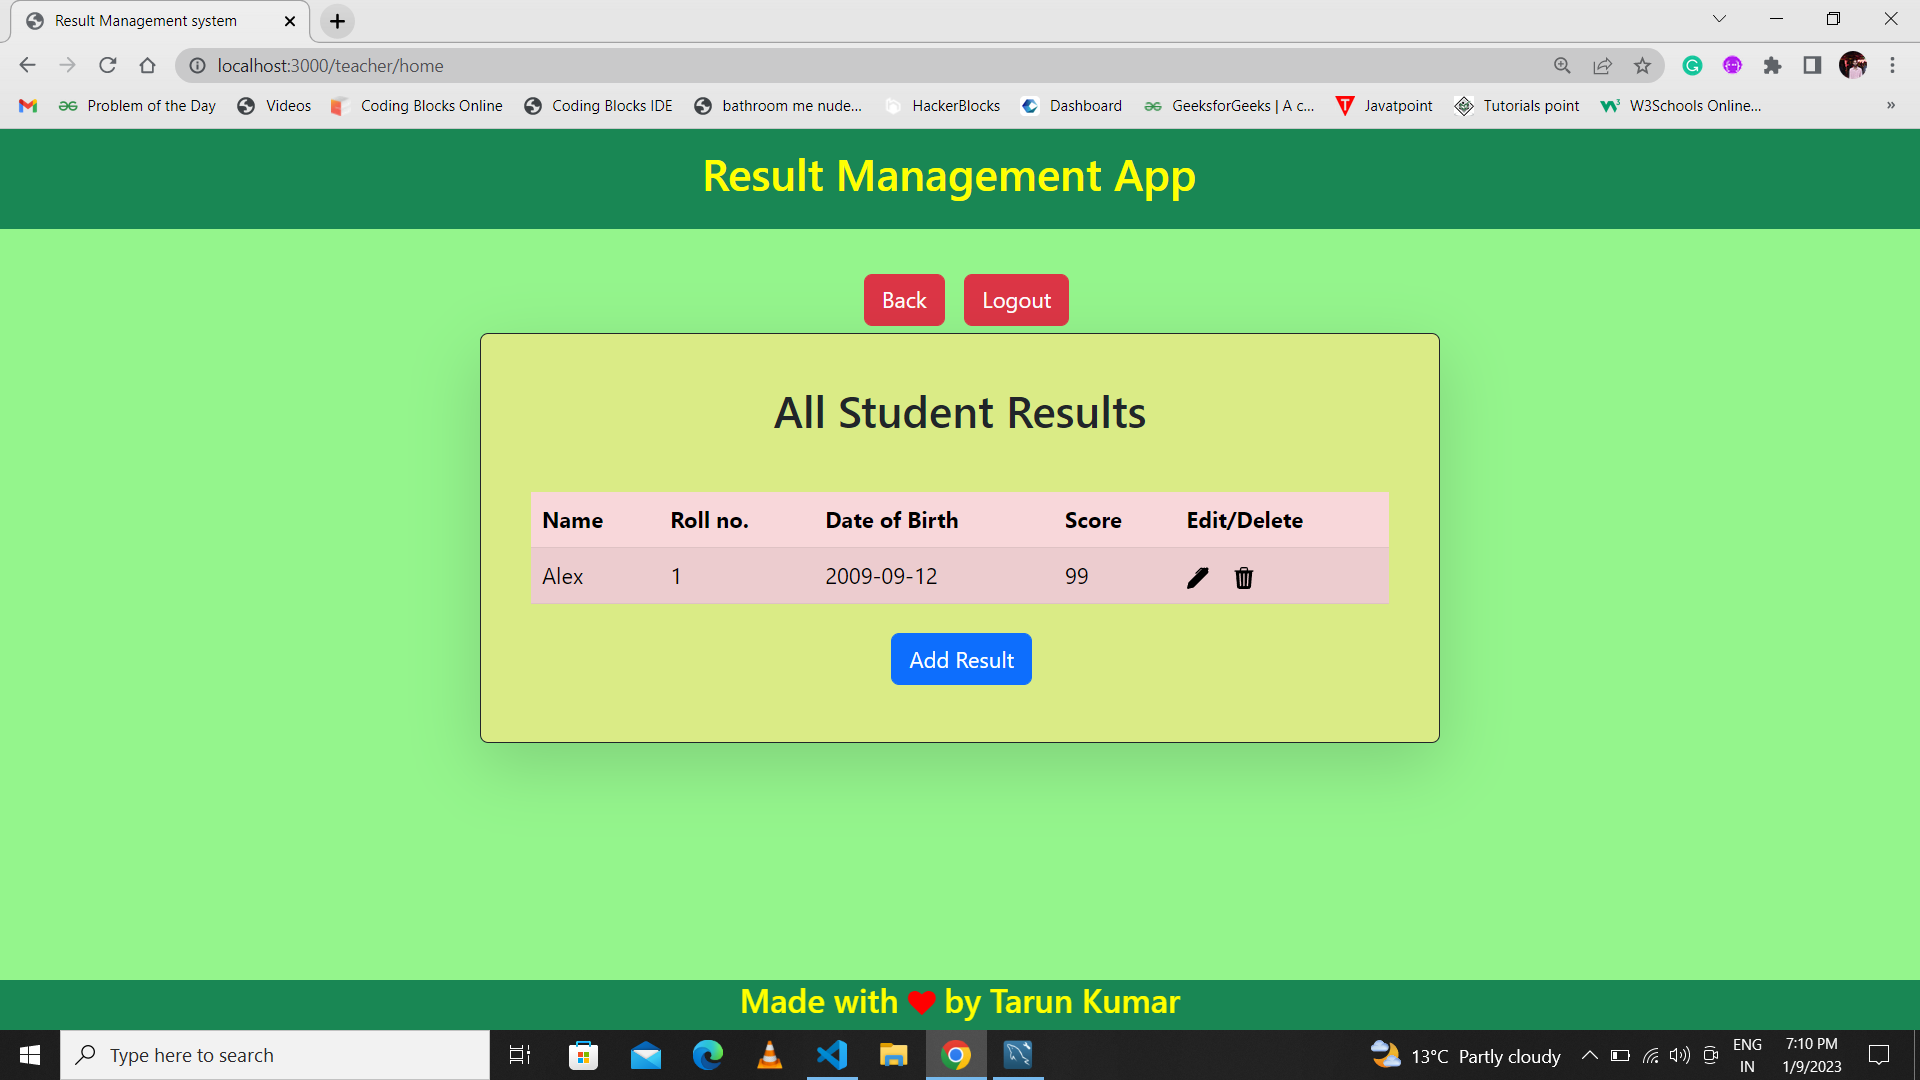 Result Management system
localhost:3000/teacher/home
Problem of the Day
Videos
Coding Blocks Online
Coding Blocks IDE
bathroom me nude...
HackerBlocks
Dashboard
GeeksforGeeks | A c...
Javatpoint
Tutorials point
W3Schools Online...
»
Result Management App
Back
Logout
All Student Results
Name Roll no. Date of Birth Score Edit/Delete
Alex 1 2009-09-12 99
Add Result
Made with ❤ by Tarun Kumar
Type here to search
13°C Partly cloudy
ENG
IN
7:10 PM
1/9/2023